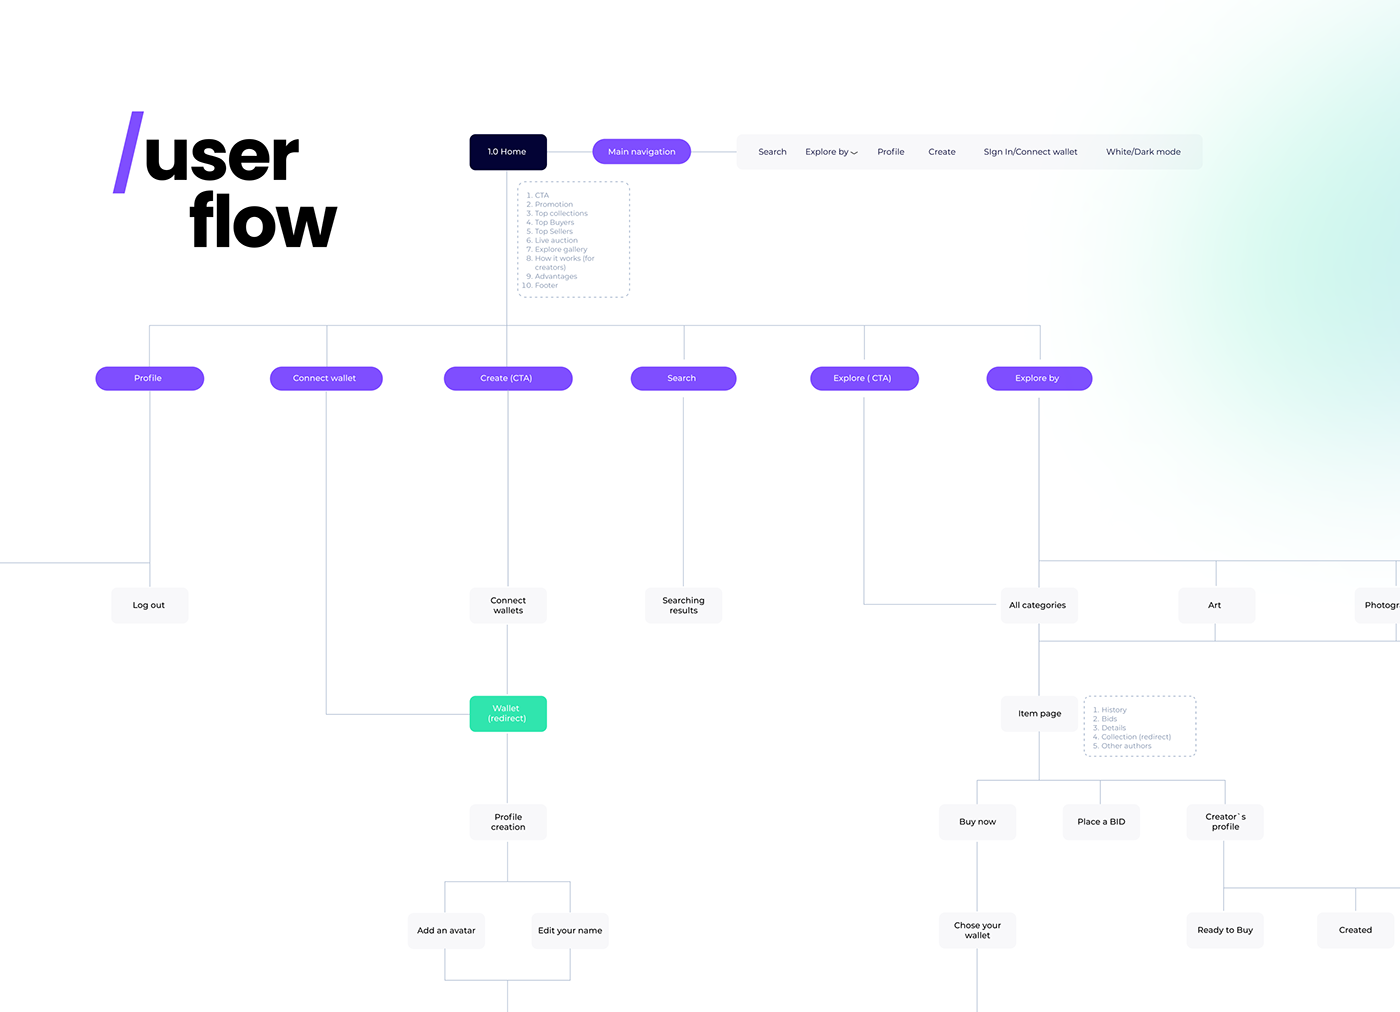 /user
flow
1.0 Home
Main navigation
Search
Explore by
Profile
Create
SIgn In/Connect wallet
White/Dark mode
1. CTA
2. Promotion
3. Top collections
4. Top Buyers
5. Top Sellers
6. Live auction
7. Explore gallery
8. How it works (for
creators)
9. Advantages
10. Footer
Profile
Connect wallet
Create (CTA)
Search
Explore ( CTA)
Explore by
Log out
Connect
wallets
Searching
results
All categories
Art
Photogr
Wallet
(redirect)
Item page
1. History
2. Bids
3. Details
4. Collection (redirect)
5. Other authors
Profile
creation
Buy now
Place a BID
Creator`s
profile
Add an avatar
Edit your name
Chose your
wallet
Ready to Buy
Created